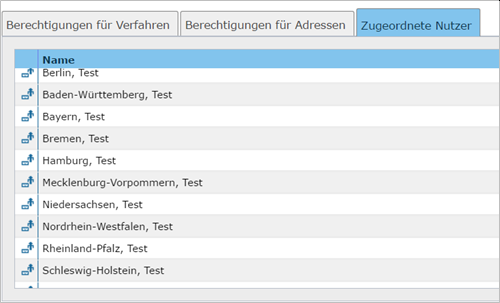 Berechtigungen für Verfahren Berechtigungen für Adressen Zugeordnete Nutzer
Name
Berlin, Test
Baden-Württemberg, Test
Bayern, Test
Bremen, Test
Hamburg, Test
Mecklenburg-Vorpommern, Test
Niedersachsen, Test
Nordrhein-Westfalen, Test
Rheinland-Pfalz, Test
Schleswig-Holstein, Test